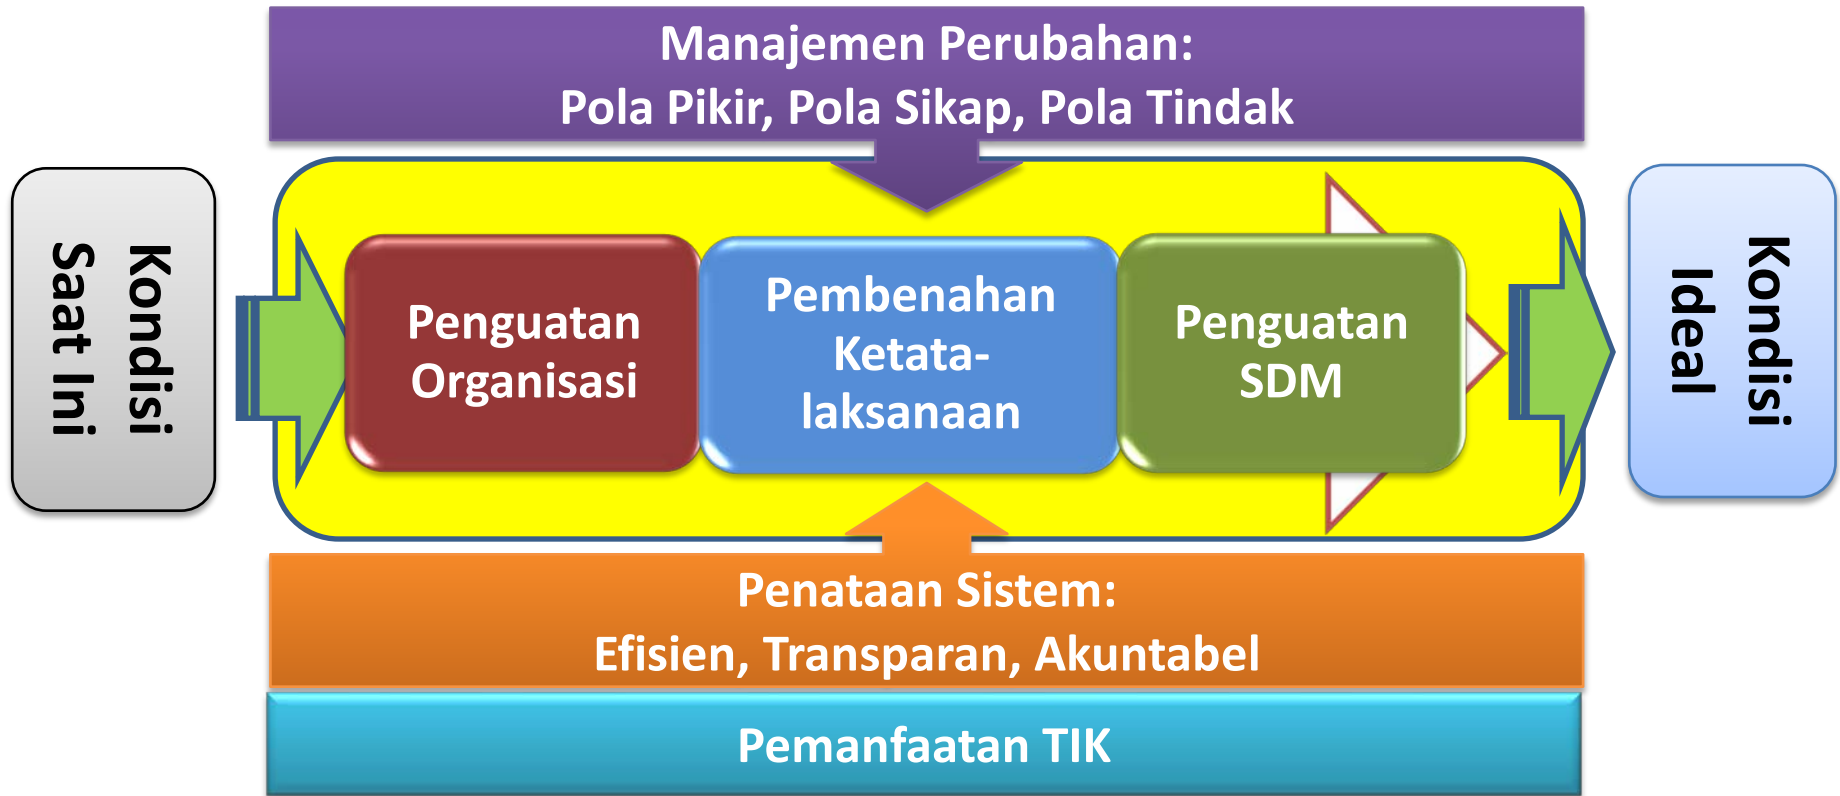 Manajemen Perubahan:
Pola Pikir, Pola Sikap, Pola Tindak
Kondisi
Saat Ini
Penguatan
Organisasi
Pembenahan
Ketata-
laksanaan
Penguatan
SDM
Kondisi
Ideal
Penataan Sistem:
Efisien, Transparan, Akuntabel
Pemanfaatan TIK